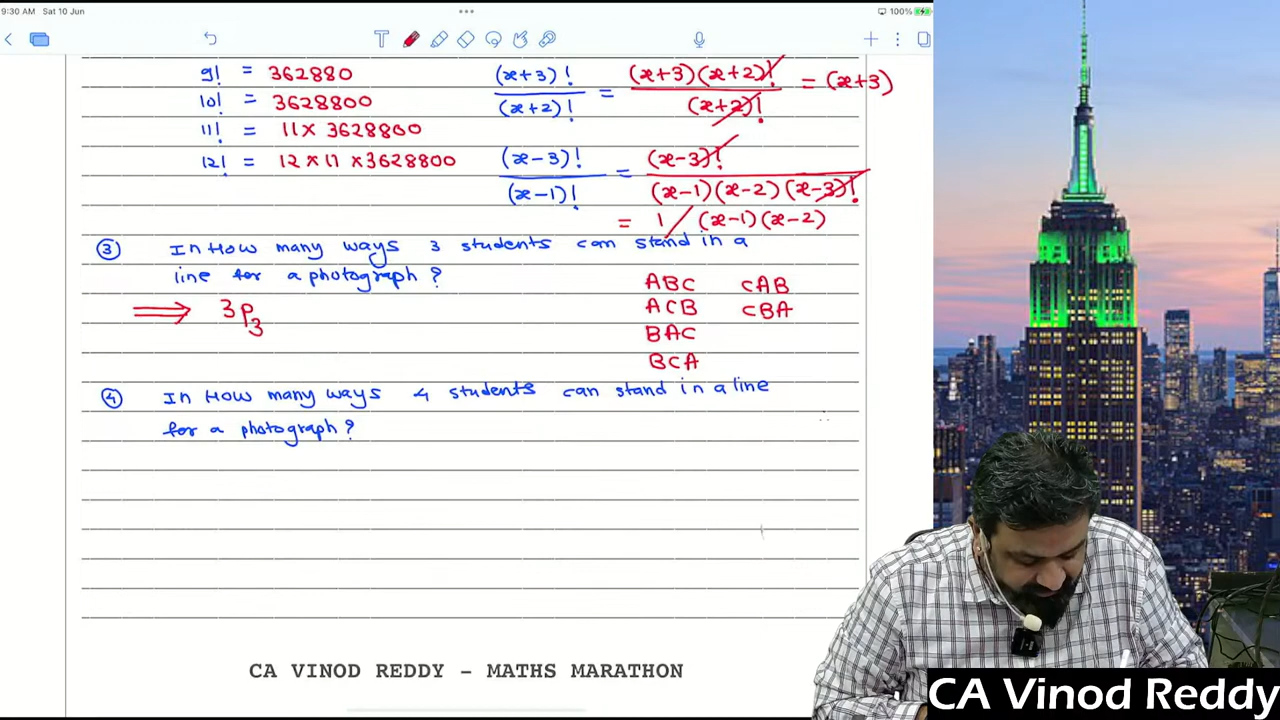 9:30 AM Sat 10 Jun
100%
9! = 362880
10! = 3628800
11! = 11 × 3628800
12! = 12 × 11 × 3628800
(x+3)! / (x+2)! = (x+3)(x+2)! / (x+2)! = (x+3)
(x-3)! / (x-1)! = (x-3)! / (x-1)(x-2)(x-3)!
= 1 / (x-1)(x-2)
③ In How many ways 3 students can stand in a
line for a photograph?
⟹ 3P3
ABC CAB
ACB CBA
BAC
BCA
④ In How many ways 4 students can stand in a line
for a photograph?
CA VINOD REDDY - MATHS MARATHON
CA Vinod Reddy